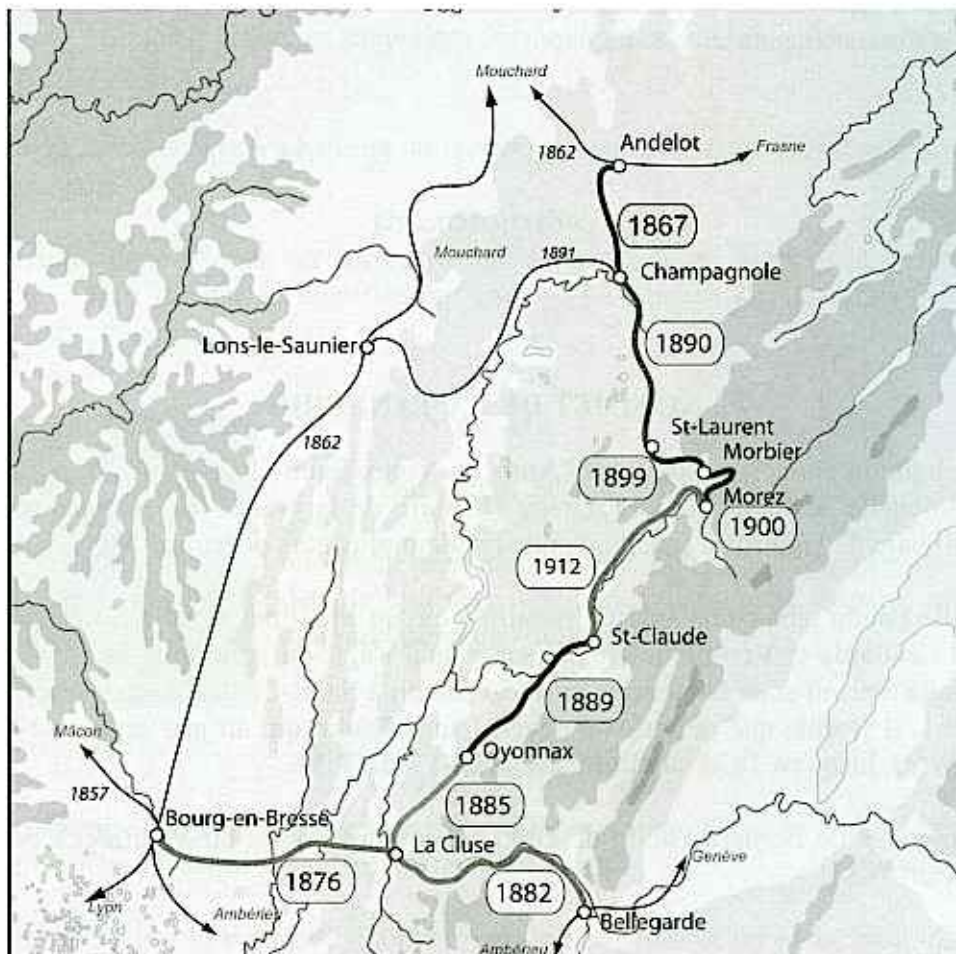 Mouchard
Mouchard
1862
Andelot
Frasne
1867
Mouchard
1891
Champagnole
Lons-le-Saunier
1890
1862
St-Laurent
Morbier
1899
Morez
1900
1912
St-Claude
1889
Mâcon
Oyonnax
1857
1885
Bourg-en-Bresse
La Cluse
Genève
1876
1882
Lyon
Ambérieu
Bellegarde
Ambérieu